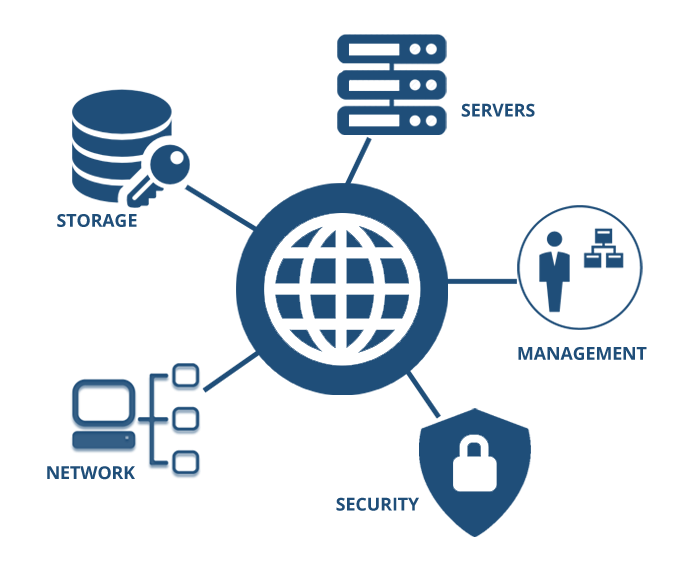 SERVERS
STORAGE
MANAGEMENT
NETWORK
SECURITY